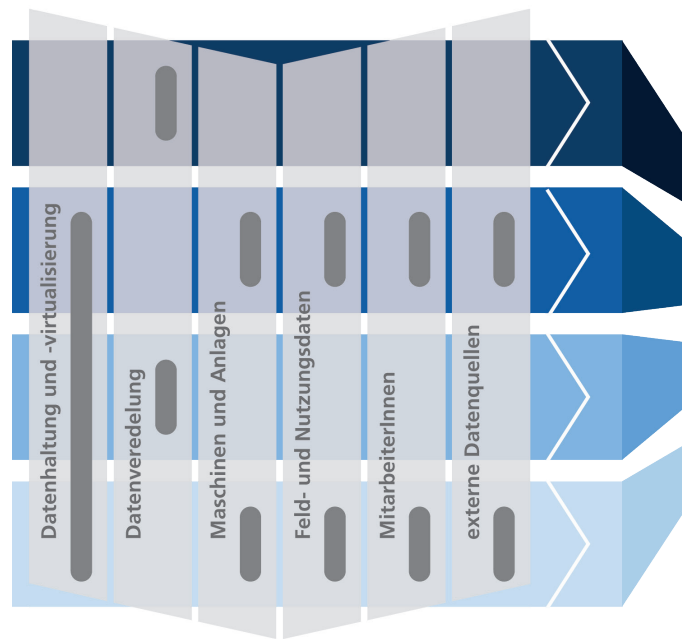 Datenhaltung und -virtualisierung
Datenveredelung
Maschinen und Anlagen
Feld- und Nutzungsdaten
MitarbeiterInnen
externe Datenquellen